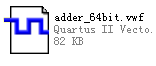 adder_64bit.vwf
Quartus II Vecto...
82 KB